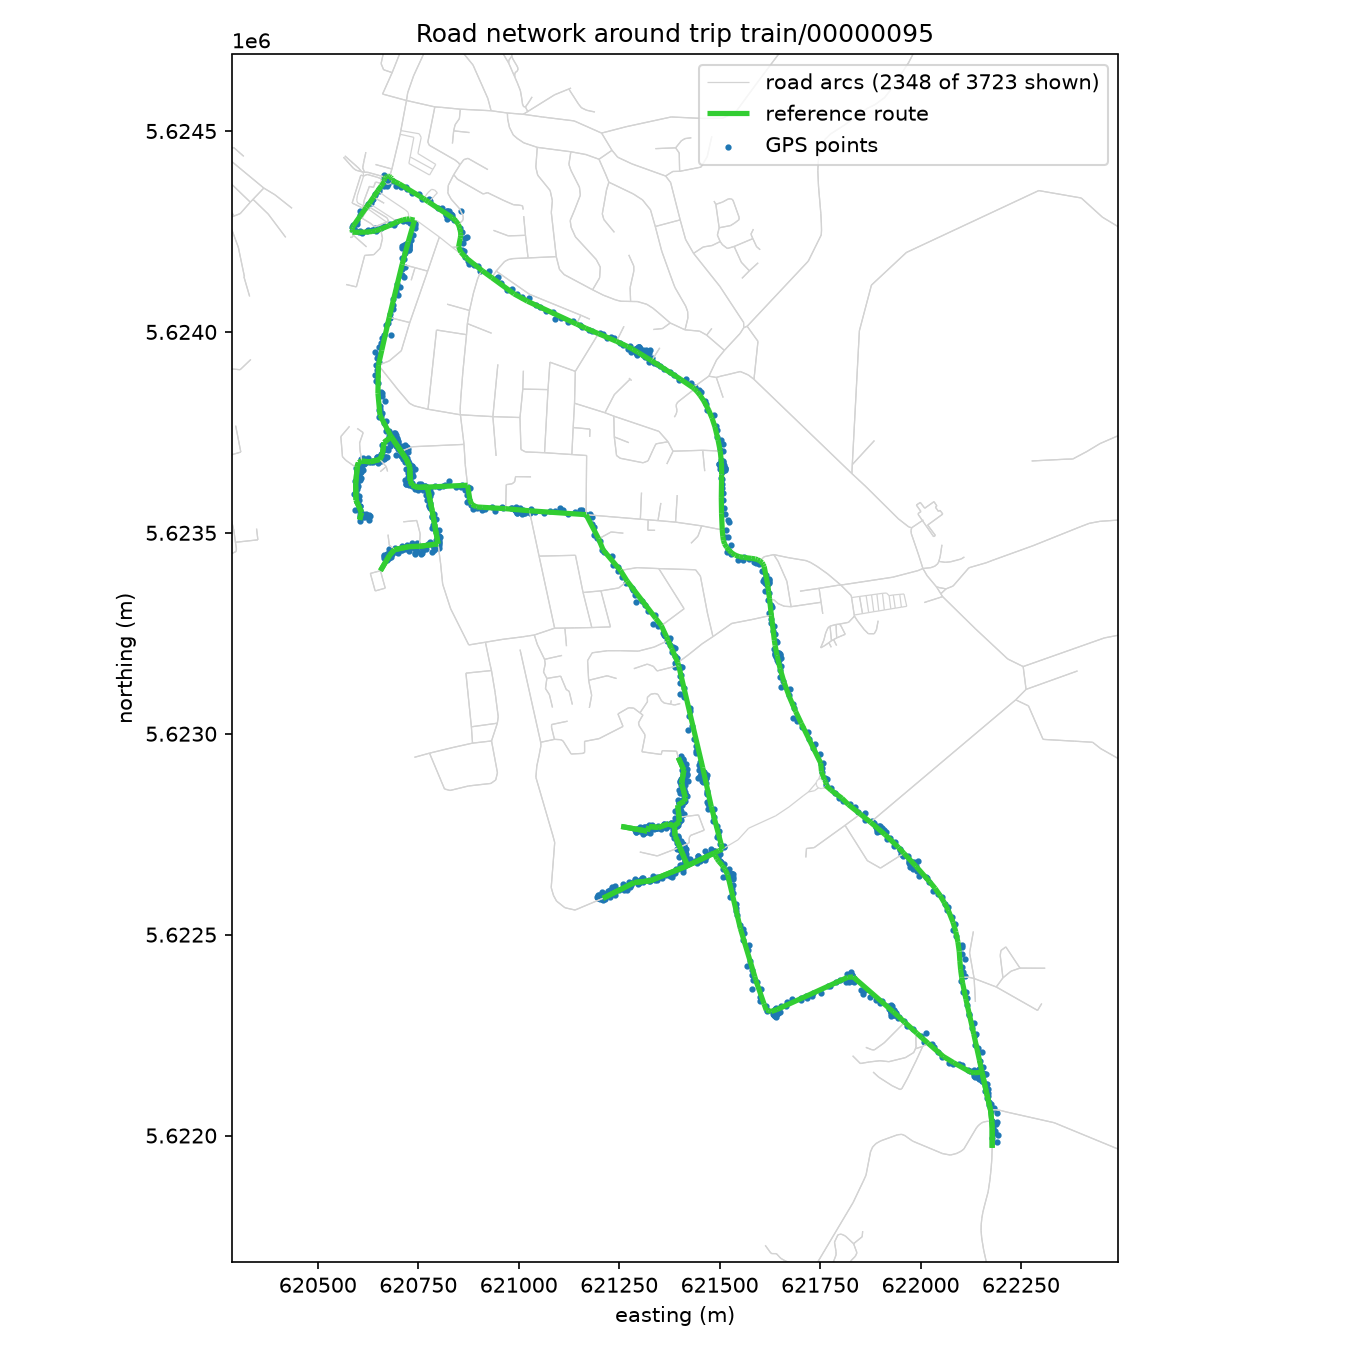 Road network around trip train/00000095
1e6
road arcs (2348 of 3723 shown)
reference route
GPS points
5.6245
5.6240
5.6235
5.6230
5.6225
5.6220
northing (m)
620500 620750 621000 621250 621500 621750 622000 622250
easting (m)